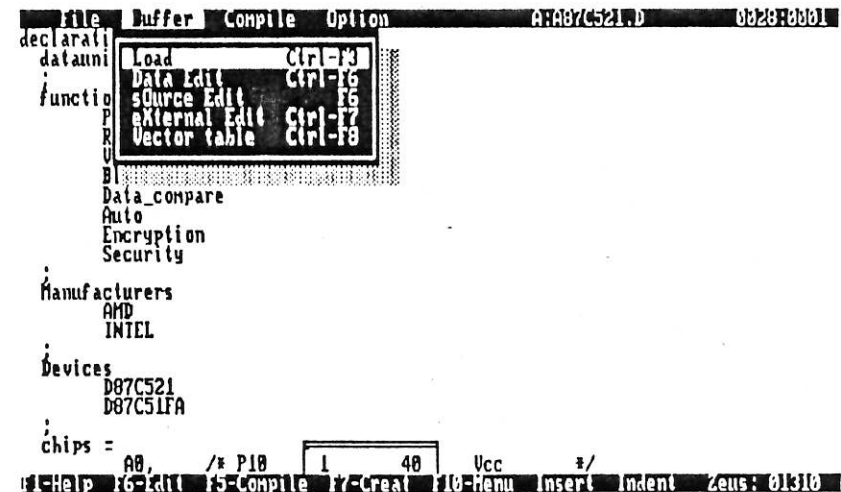 File Buffer Compile Option A:A87C521.D 0028:0001
declarati
datauni
Load Ctrl-F3
;
Data Edit Ctrl-F6
functio
sOurce Edit F6
P
eXternal Edit Ctrl-F7
R
Vector table Ctrl-F8
V
B
Data_compare
Auto
Encryption
Security
;
Manufacturers
AMD
INTEL
;
Devices
D87C521
D87C51FA
;
chips =
A0, /* P10 1 40 Vcc */
F1-Help F6-Edit F5-Compile F7-Creat F10-Menu Insert Indent Zeus: 01310